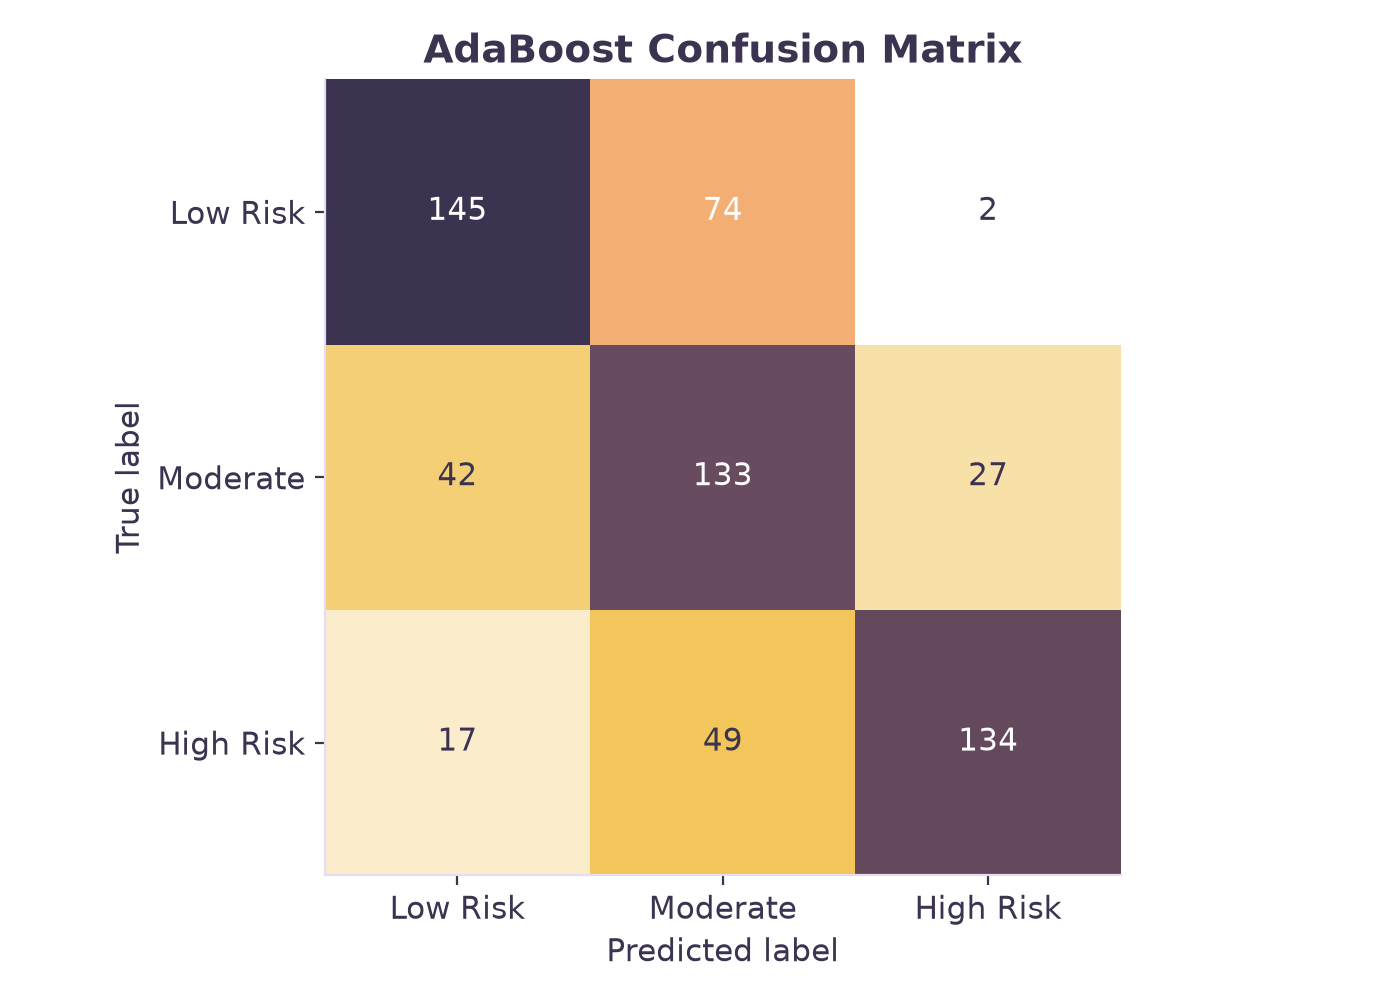 AdaBoost Confusion Matrix
Low Risk 145 74 2
Moderate 42 133 27
High Risk 17 49 134
True label
Low Risk Moderate High Risk
Predicted label